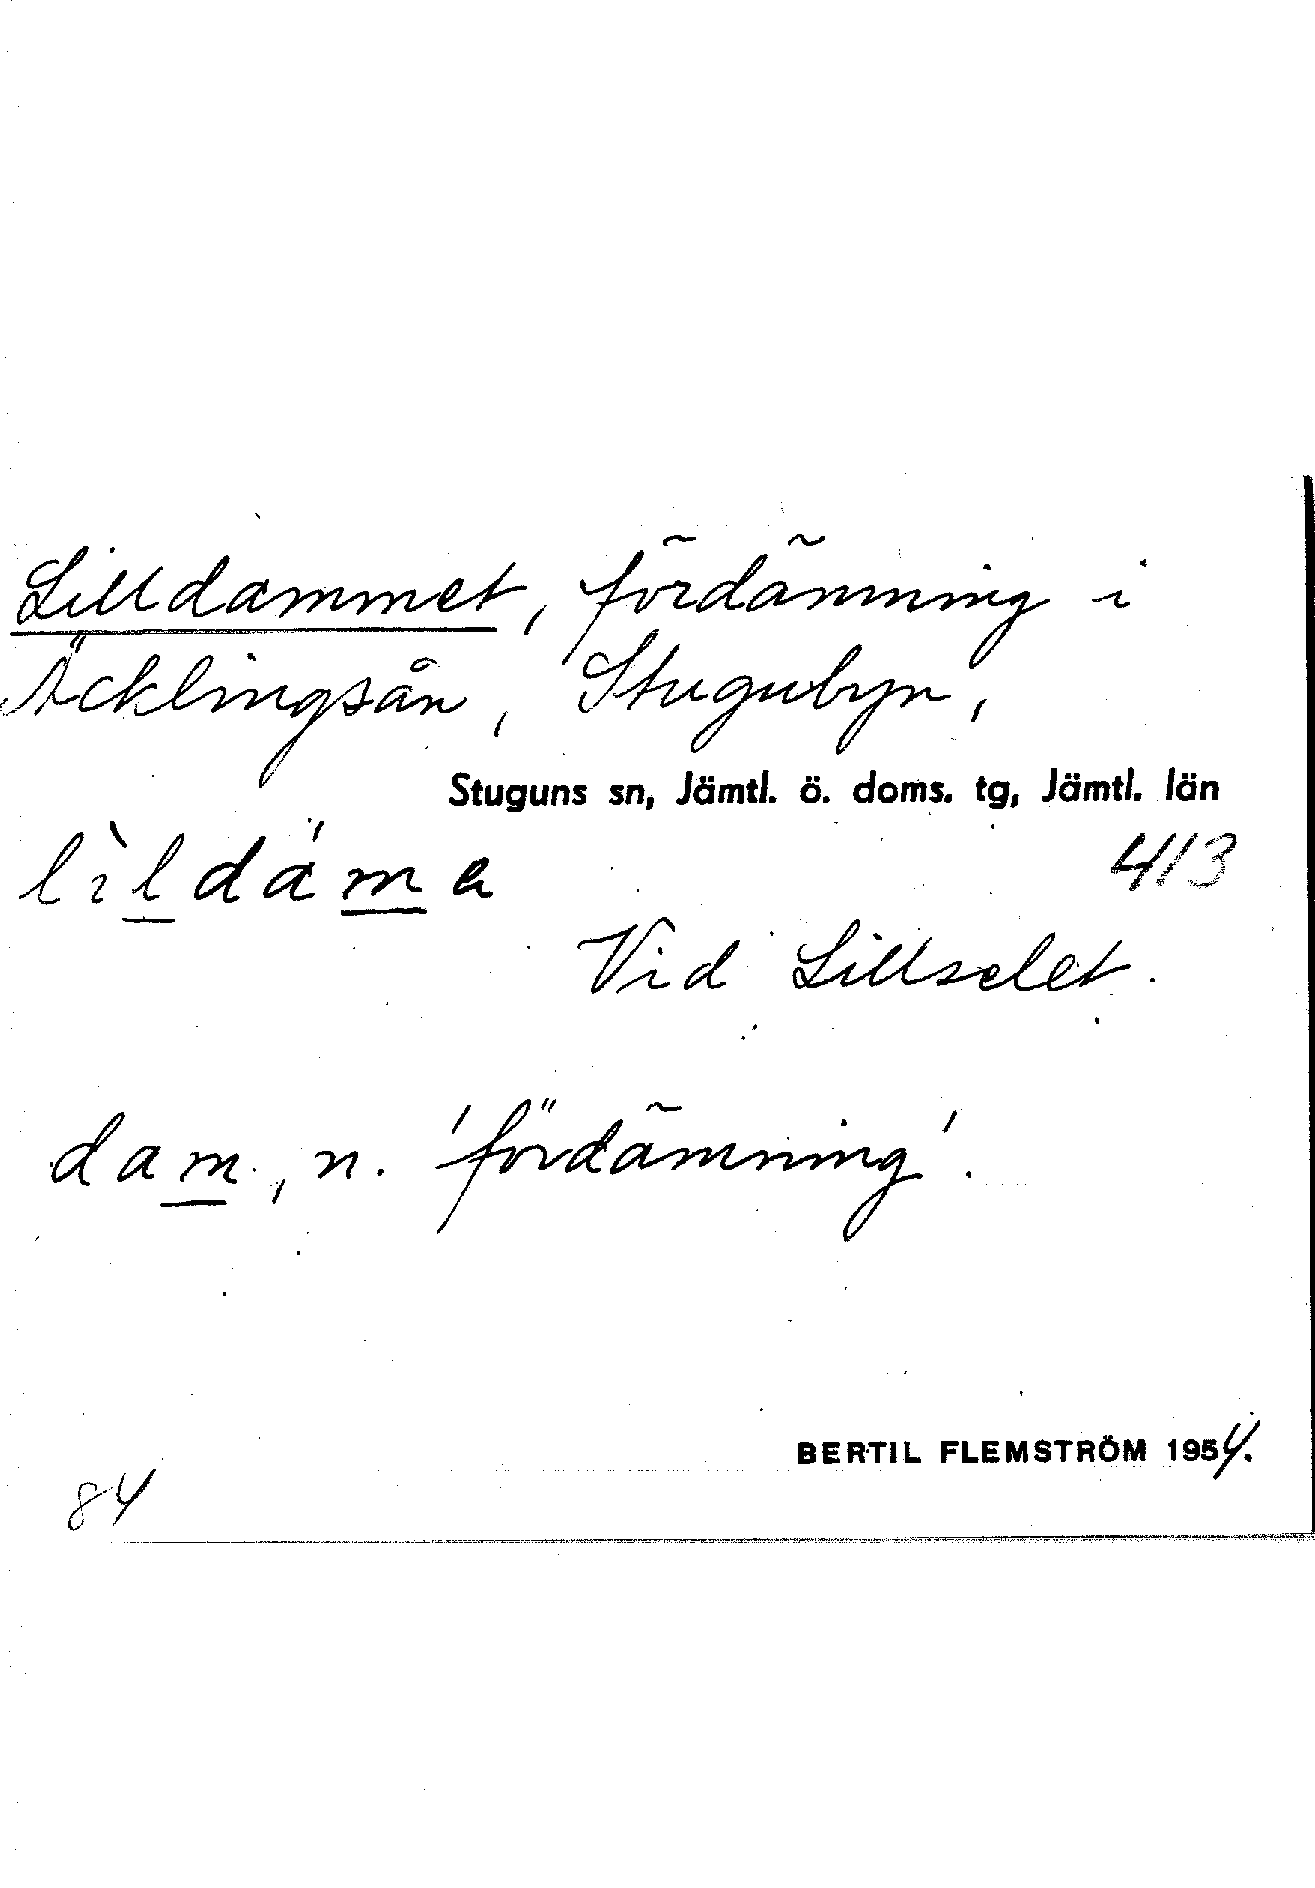 Lilldammet, fördämning i
Äcklingsån, Stugubyn,
Stuguns sn, Jämtl. ö. doms. tg, Jämtl. län
lìldáma
413
Vid Lillselet.
dam, n. 'fördämning'.
BERTIL FLEMSTRÖM 1954.
84